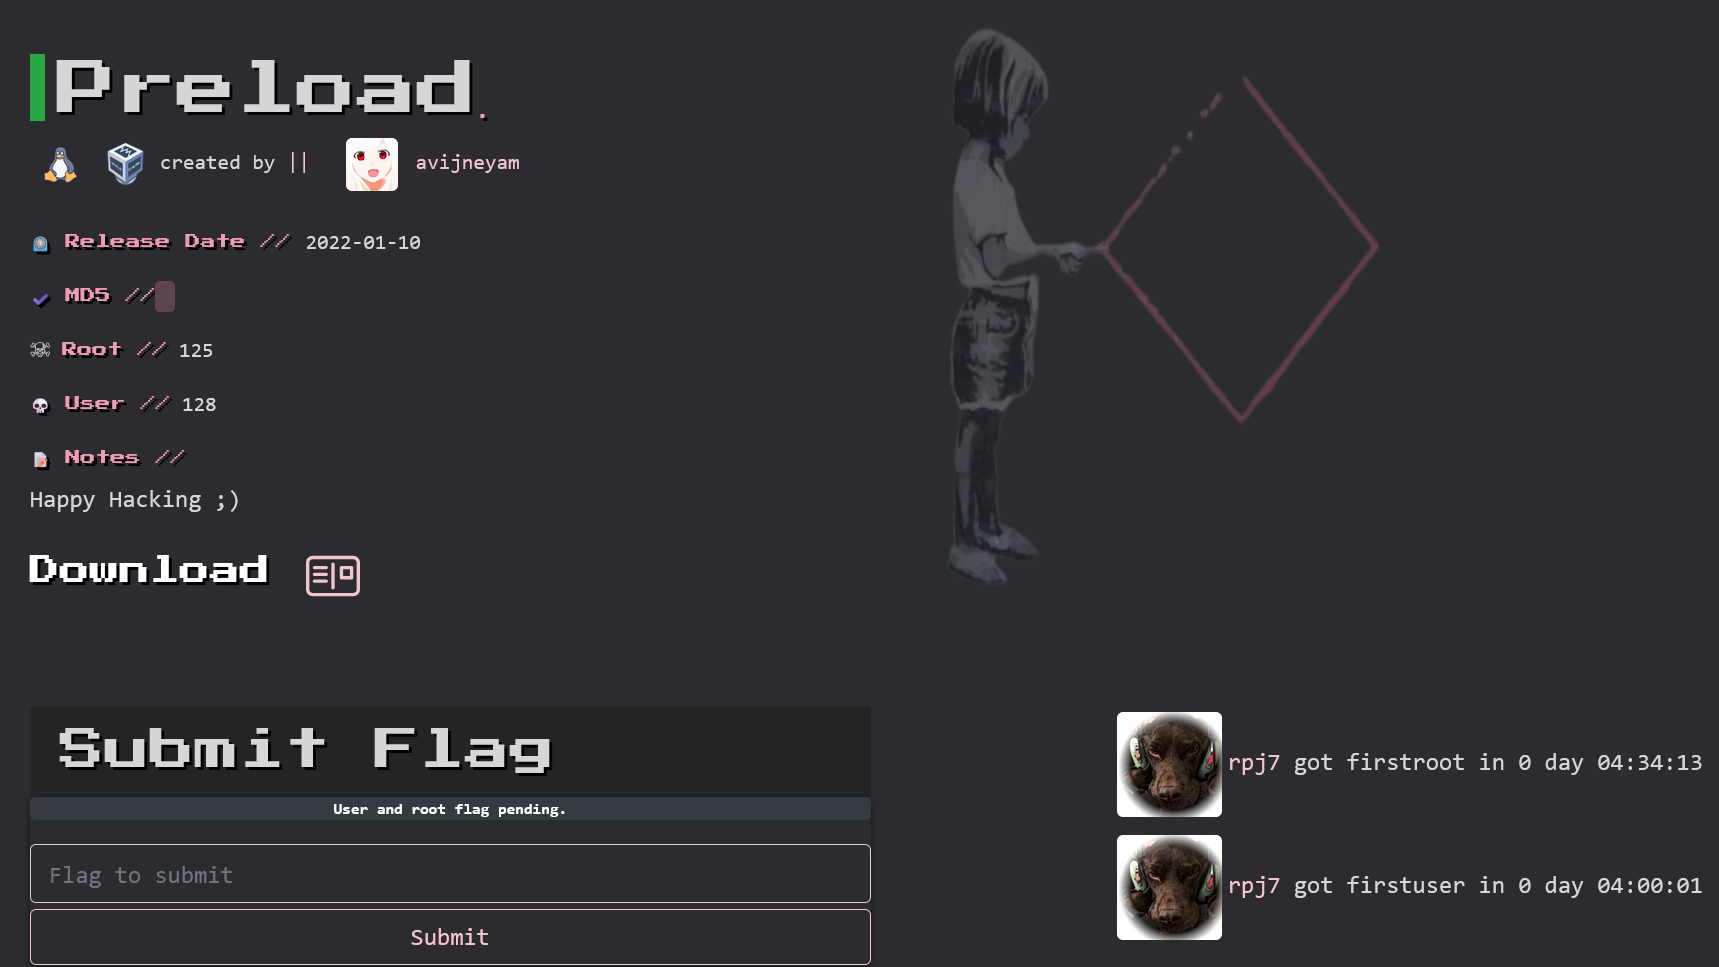 Preload.
created by || avijneyam
Release Date // 2022-01-10
MD5 //
Root // 125
User // 128
Notes //
Happy Hacking ;)
Download
Submit Flag
User and root flag pending.
Flag to submit
Submit
rpj7 got firstroot in 0 day 04:34:13
rpj7 got firstuser in 0 day 04:00:01